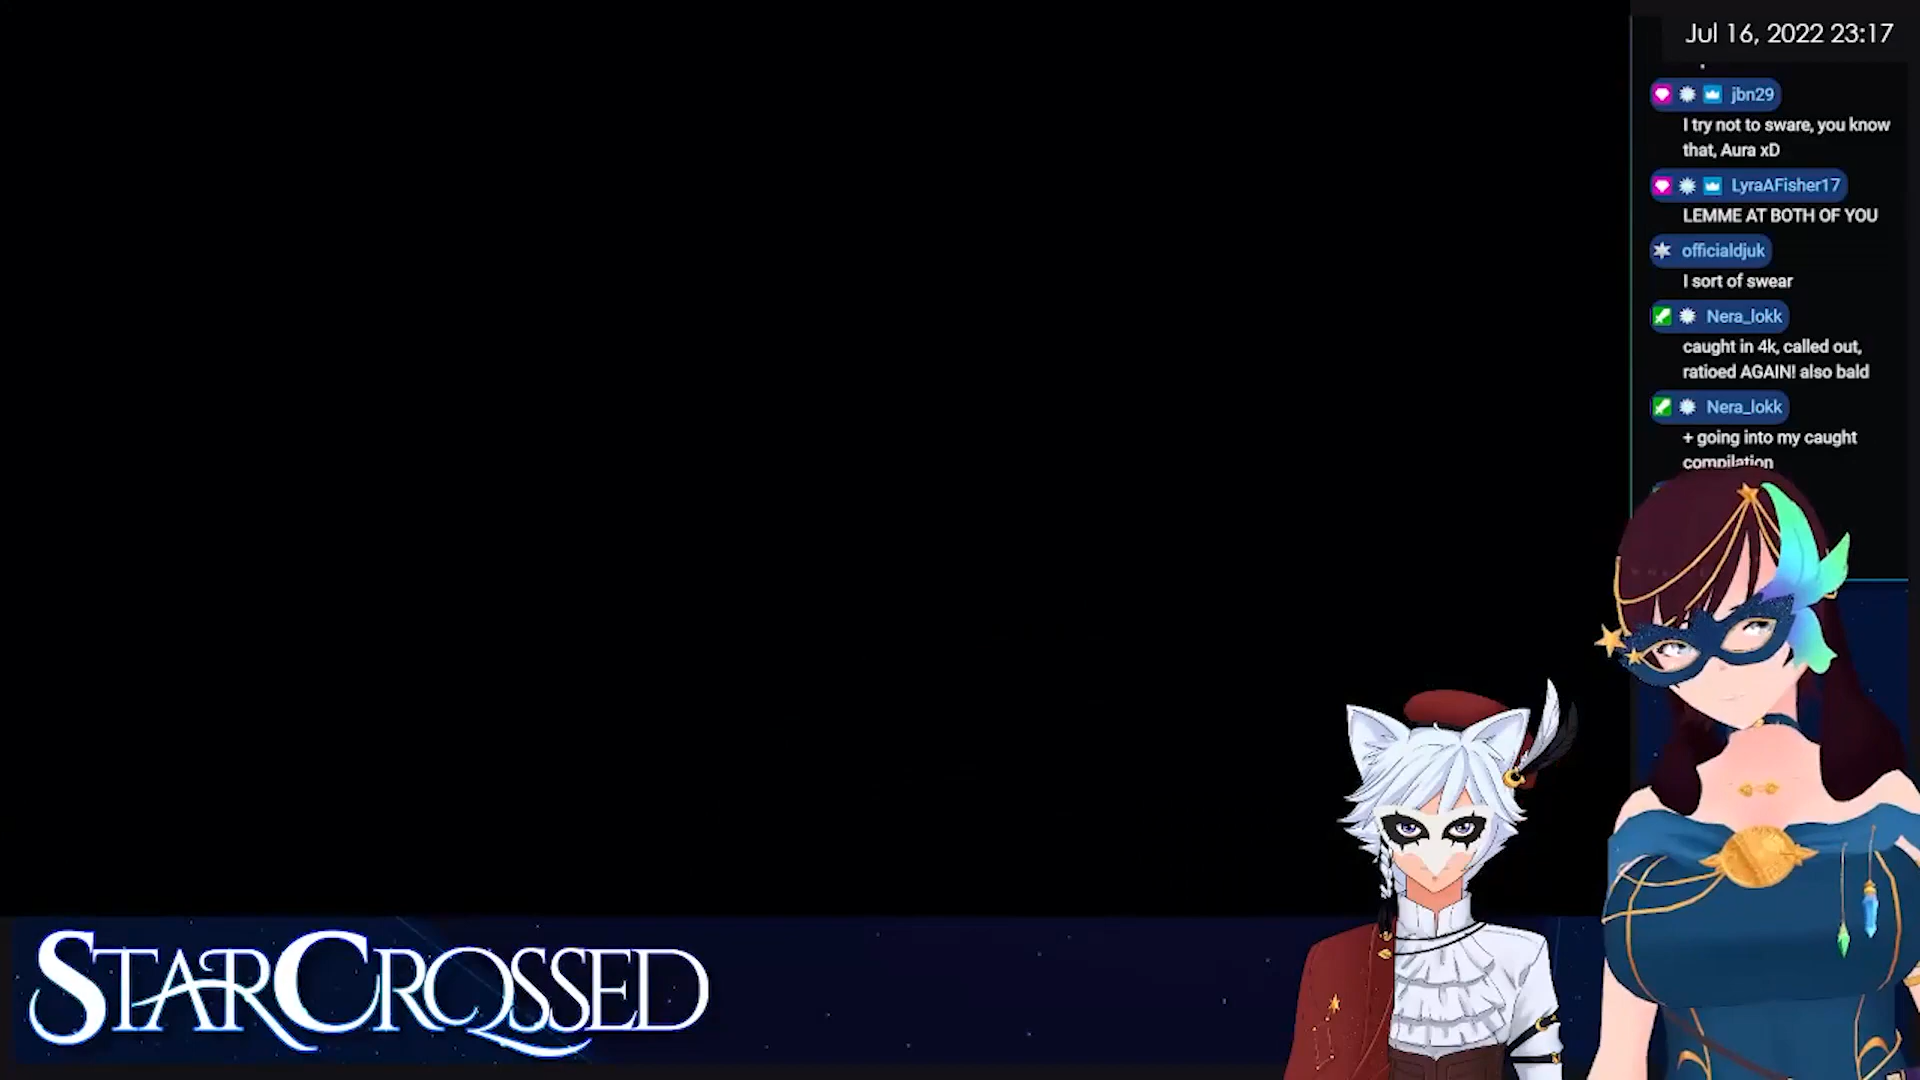 Jul 16, 2022 23:17
jbn29
I try not to sware, you know
that, Aura xD
LyraAFisher17
LEMME AT BOTH OF YOU
officialdjuk
I sort of swear
Nera_lokk
caught in 4k, called out,
ratioed AGAIN! also bald
Nera_lokk
+ going into my caught
compilation
STARCROSSED